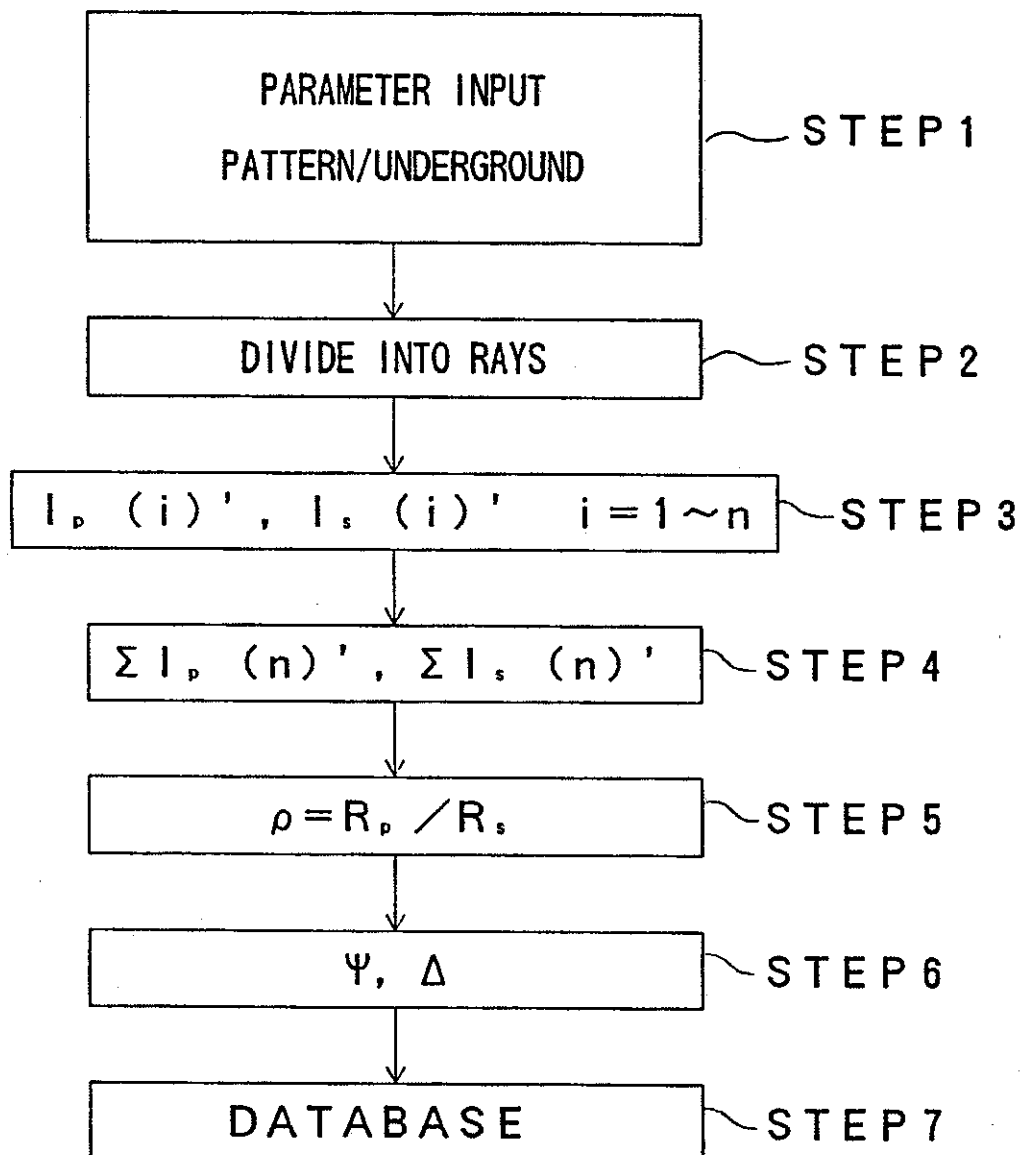 PARAMETER INPUT
PATTERN/UNDERGROUND
STEP1
DIVIDE INTO RAYS
STEP2
Iₚ (i)', Iₛ (i)' i=1~n
STEP3
ΣIₚ (n)', ΣIₛ (n)'
STEP4
ρ=Rₚ/Rₛ
STEP5
Ψ, Δ
STEP6
DATABASE
STEP7